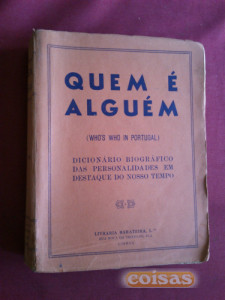 QUEM É
ALGUÉM
(WHO'S WHO IN PORTUGAL)
DICIONÁRIO BIOGRÁFICO
DAS PERSONALIDADES EM
DESTAQUE DO NOSSO TEMPO
coisas